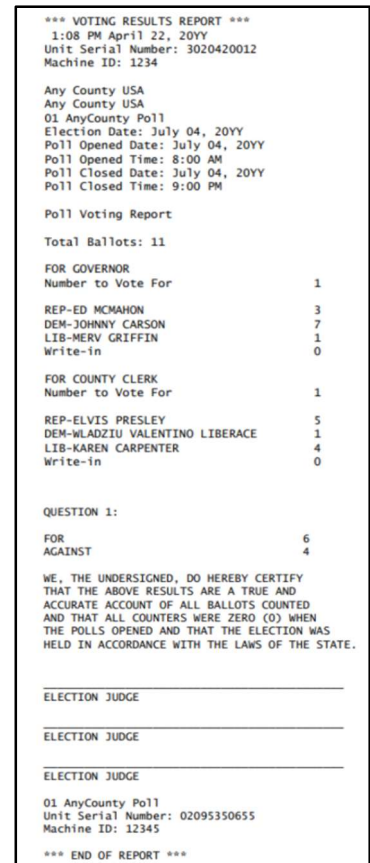 *** VOTING RESULTS REPORT ***
1:08 PM April 22, 20YY
Unit Serial Number: 3020420012
Machine ID: 1234
Any County USA
Any County USA
01 AnyCounty Poll
Election Date: July 04, 20YY
Poll Opened Date: July 04, 20YY
Poll Opened Time: 8:00 AM
Poll Closed Date: July 04, 20YY
Poll Closed Time: 9:00 PM
Poll Voting Report
Total Ballots: 11
FOR GOVERNOR
Number to Vote For 1
REP-ED MCMAHON 3
DEM-JOHNNY CARSON 7
LIB-MERV GRIFFIN 1
Write-in 0
FOR COUNTY CLERK
Number to Vote For 1
REP-ELVIS PRESLEY 5
DEM-WLADZIU VALENTINO LIBERACE 1
LIB-KAREN CARPENTER 4
Write-in 0
QUESTION 1:
FOR 6
AGAINST 4
WE, THE UNDERSIGNED, DO HEREBY CERTIFY
THAT THE ABOVE RESULTS ARE A TRUE AND
ACCURATE ACCOUNT OF ALL BALLOTS COUNTED
AND THAT ALL COUNTERS WERE ZERO (0) WHEN
THE POLLS OPENED AND THAT THE ELECTION WAS
HELD IN ACCORDANCE WITH THE LAWS OF THE STATE.
ELECTION JUDGE
ELECTION JUDGE
ELECTION JUDGE
01 AnyCounty Poll
Unit Serial Number: 02095350655
Machine ID: 12345
*** END OF REPORT ***